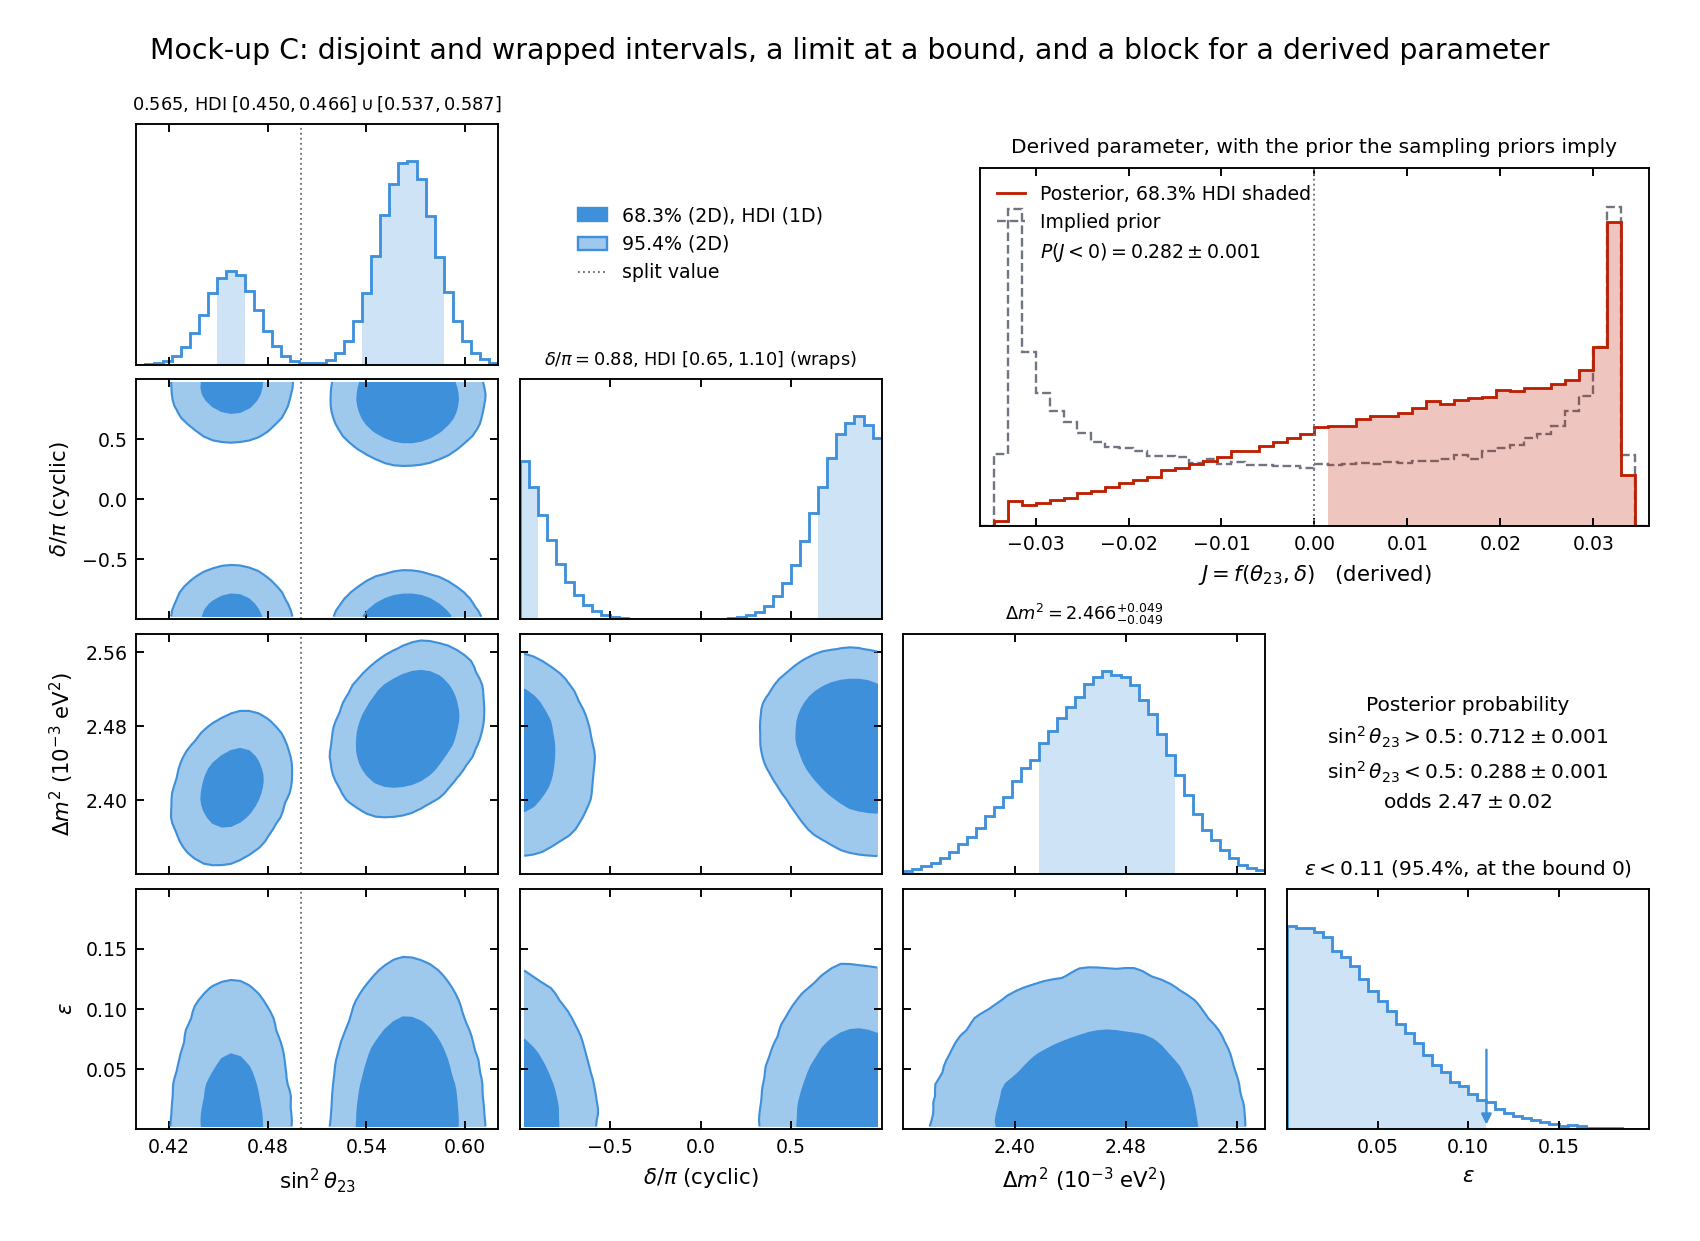 Mock-up C: disjoint and wrapped intervals, a limit at a bound, and a block for a derived parameter
0.565, HDI [0.450, 0.466] ∪ [0.537, 0.587]
68.3% (2D), HDI (1D)
95.4% (2D)
split value
Derived parameter, with the prior the sampling priors imply
Posterior, 68.3% HDI shaded
Implied prior
P(J < 0) = 0.282 ± 0.001
−0.03 −0.02 −0.01 0.00 0.01 0.02 0.03
J = f(θ₂₃, δ) (derived)
δ/π = 0.88, HDI [0.65, 1.10] (wraps)
0.5
0.0
−0.5
δ/π (cyclic)
Δm² = 2.466 +0.049 −0.049
2.56
2.48
2.40
Δm² (10⁻³ eV²)
Posterior probability
sin² θ₂₃ > 0.5: 0.712 ± 0.001
sin² θ₂₃ < 0.5: 0.288 ± 0.001
odds 2.47 ± 0.02
ε < 0.11 (95.4%, at the bound 0)
0.15
0.10
0.05
ε
0.42 0.48 0.54 0.60
sin² θ₂₃
−0.5 0.0 0.5
δ/π (cyclic)
2.40 2.48 2.56
Δm² (10⁻³ eV²)
0.05 0.10 0.15
ε